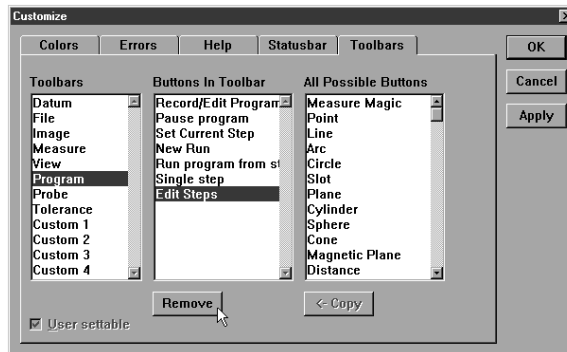 Customize
Colors
Errors
Help
Statusbar
Toolbars
OK
Cancel
Apply
Toolbars
Datum
File
Image
Measure
View
Program
Probe
Tolerance
Custom 1
Custom 2
Custom 3
Custom 4
Buttons In Toolbar
Record/Edit Program
Pause program
Set Current Step
New Run
Run program from st
Single step
Edit Steps
All Possible Buttons
Measure Magic
Point
Line
Arc
Circle
Slot
Plane
Cylinder
Sphere
Cone
Magnetic Plane
Distance
Remove
<- Copy
User settable